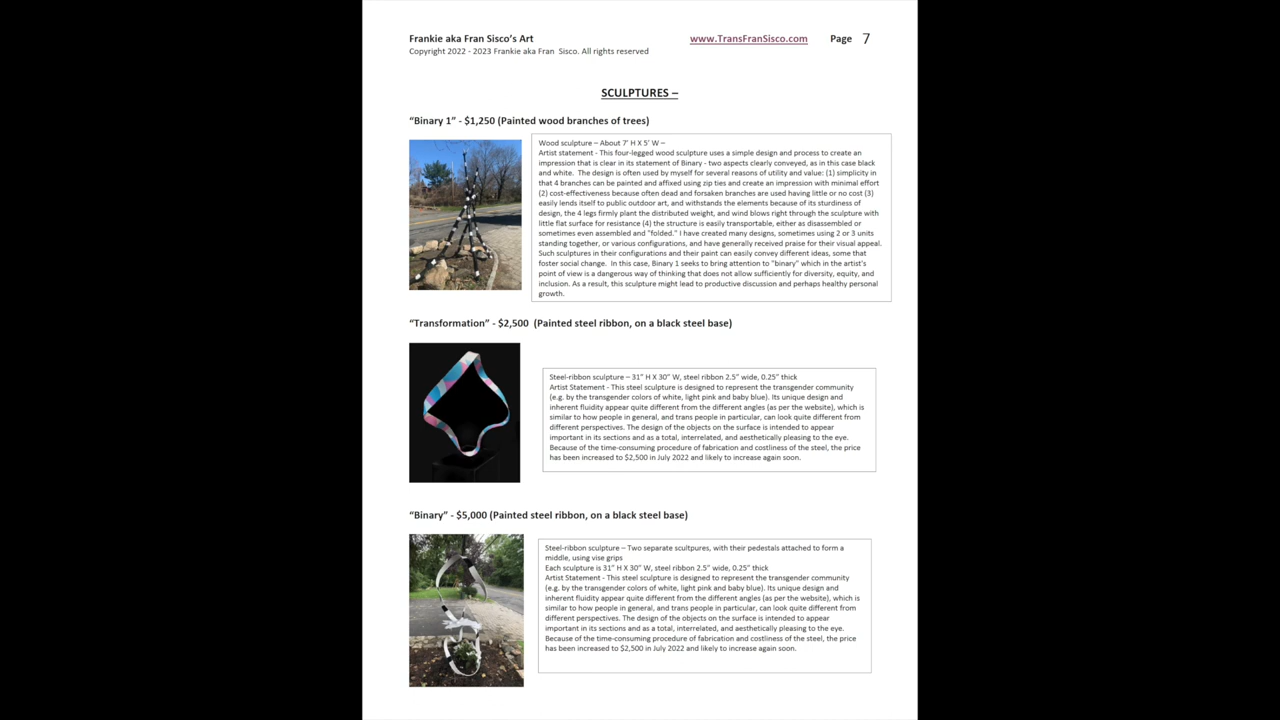 Frankie aka Fran Sisco's Art
www.TransFranSisco.com
Page 7
Copyright 2022 - 2023 Frankie aka Fran Sisco. All rights reserved
SCULPTURES –
“Binary 1” - $1,250 (Painted wood branches of trees)
Wood sculpture – About 7' H X 5' W –
Artist statement - This four-legged wood sculpture uses a simple design and process to create an
impression that is clear in its statement of Binary - two aspects clearly conveyed, as in this case black
and white. The design is often used by myself for several reasons of utility and value: (1) simplicity in
that 4 branches can be painted and affixed using zip ties and create an impression with minimal effort
(2) cost-effectiveness because often dead and forsaken branches are used having little or no cost (3)
easily lends itself to public outdoor art, and withstands the elements because of its sturdiness of
design, the 4 legs firmly plant the distributed weight, and wind blows right through the sculpture with
little flat surface for resistance (4) the structure is easily transportable, either as disassembled or
sometimes even assembled and “folded.” I have created many designs, sometimes using 2 or 3 units
standing together, or various configurations, and have generally received praise for their visual appeal.
Such sculptures in their configurations and their paint can easily convey different ideas, some that
foster social change. In this case, Binary 1 seeks to bring attention to “binary” which in the artist's
point of view is a dangerous way of thinking that does not allow sufficiently for diversity, equity, and
inclusion. As a result, this sculpture might lead to productive discussion and perhaps healthy personal
growth.
“Transformation” - $2,500 (Painted steel ribbon, on a black steel base)
Steel-ribbon sculpture – 31” H X 30” W, steel ribbon 2.5” wide, 0.25” thick
Artist Statement - This steel sculpture is designed to represent the transgender community
(e.g. by the transgender colors of white, light pink and baby blue). Its unique design and
inherent fluidity appear quite different from the different angles (as per the website), which is
similar to how people in general, and trans people in particular, can look quite different from
different perspectives. The design of the objects on the surface is intended to appear
important in its sections and as a total, interrelated, and aesthetically pleasing to the eye.
Because of the time-consuming procedure of fabrication and costliness of the steel, the price
has been increased to $2,500 in July 2022 and likely to increase again soon.
“Binary” - $5,000 (Painted steel ribbon, on a black steel base)
Steel-ribbon sculpture – Two separate scultpures, with their pedestals attached to form a
middle, using vise grips
Each sculpture is 31” H X 30” W, steel ribbon 2.5” wide, 0.25” thick
Artist Statement - This steel sculpture is designed to represent the transgender community
(e.g. by the transgender colors of white, light pink and baby blue). Its unique design and
inherent fluidity appear quite different from the different angles (as per the website), which is
similar to how people in general, and trans people in particular, can look quite different from
different perspectives. The design of the objects on the surface is intended to appear
important in its sections and as a total, interrelated, and aesthetically pleasing to the eye.
Because of the time-consuming procedure of fabrication and costliness of the steel, the price
has been increased to $2,500 in July 2022 and likely to increase again soon.